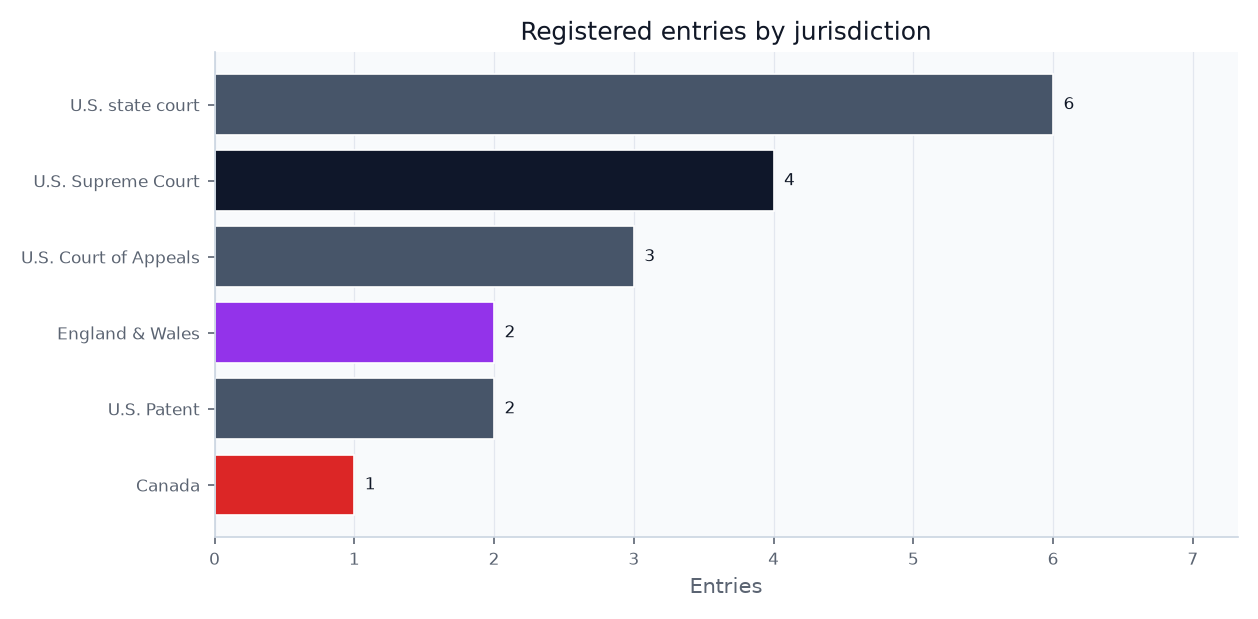 Registered entries by jurisdiction
U.S. state court 6
U.S. Supreme Court 4
U.S. Court of Appeals 3
England & Wales 2
U.S. Patent 2
Canada 1
0 1 2 3 4 5 6 7
Entries